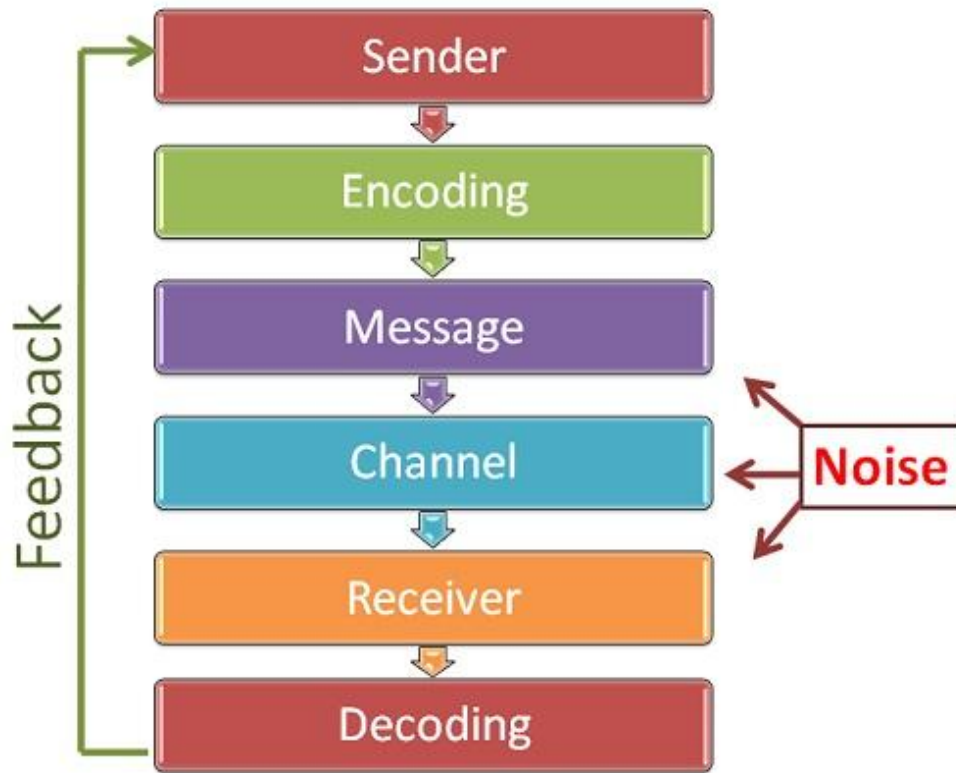 Sender
Encoding
Message
Channel
Receiver
Decoding
Feedback
Noise